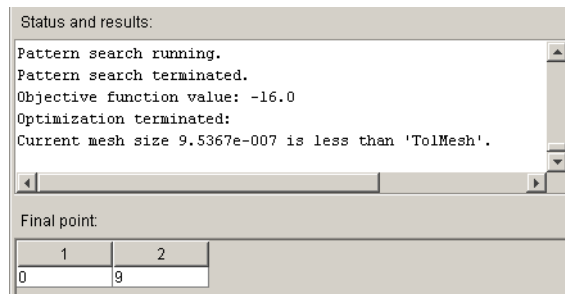 Status and results:
Pattern search running.
Pattern search terminated.
Objective function value: -16.0
Optimization terminated:
Current mesh size 9.5367e-007 is less than 'TolMesh'.
Final point:
1 2
0 9